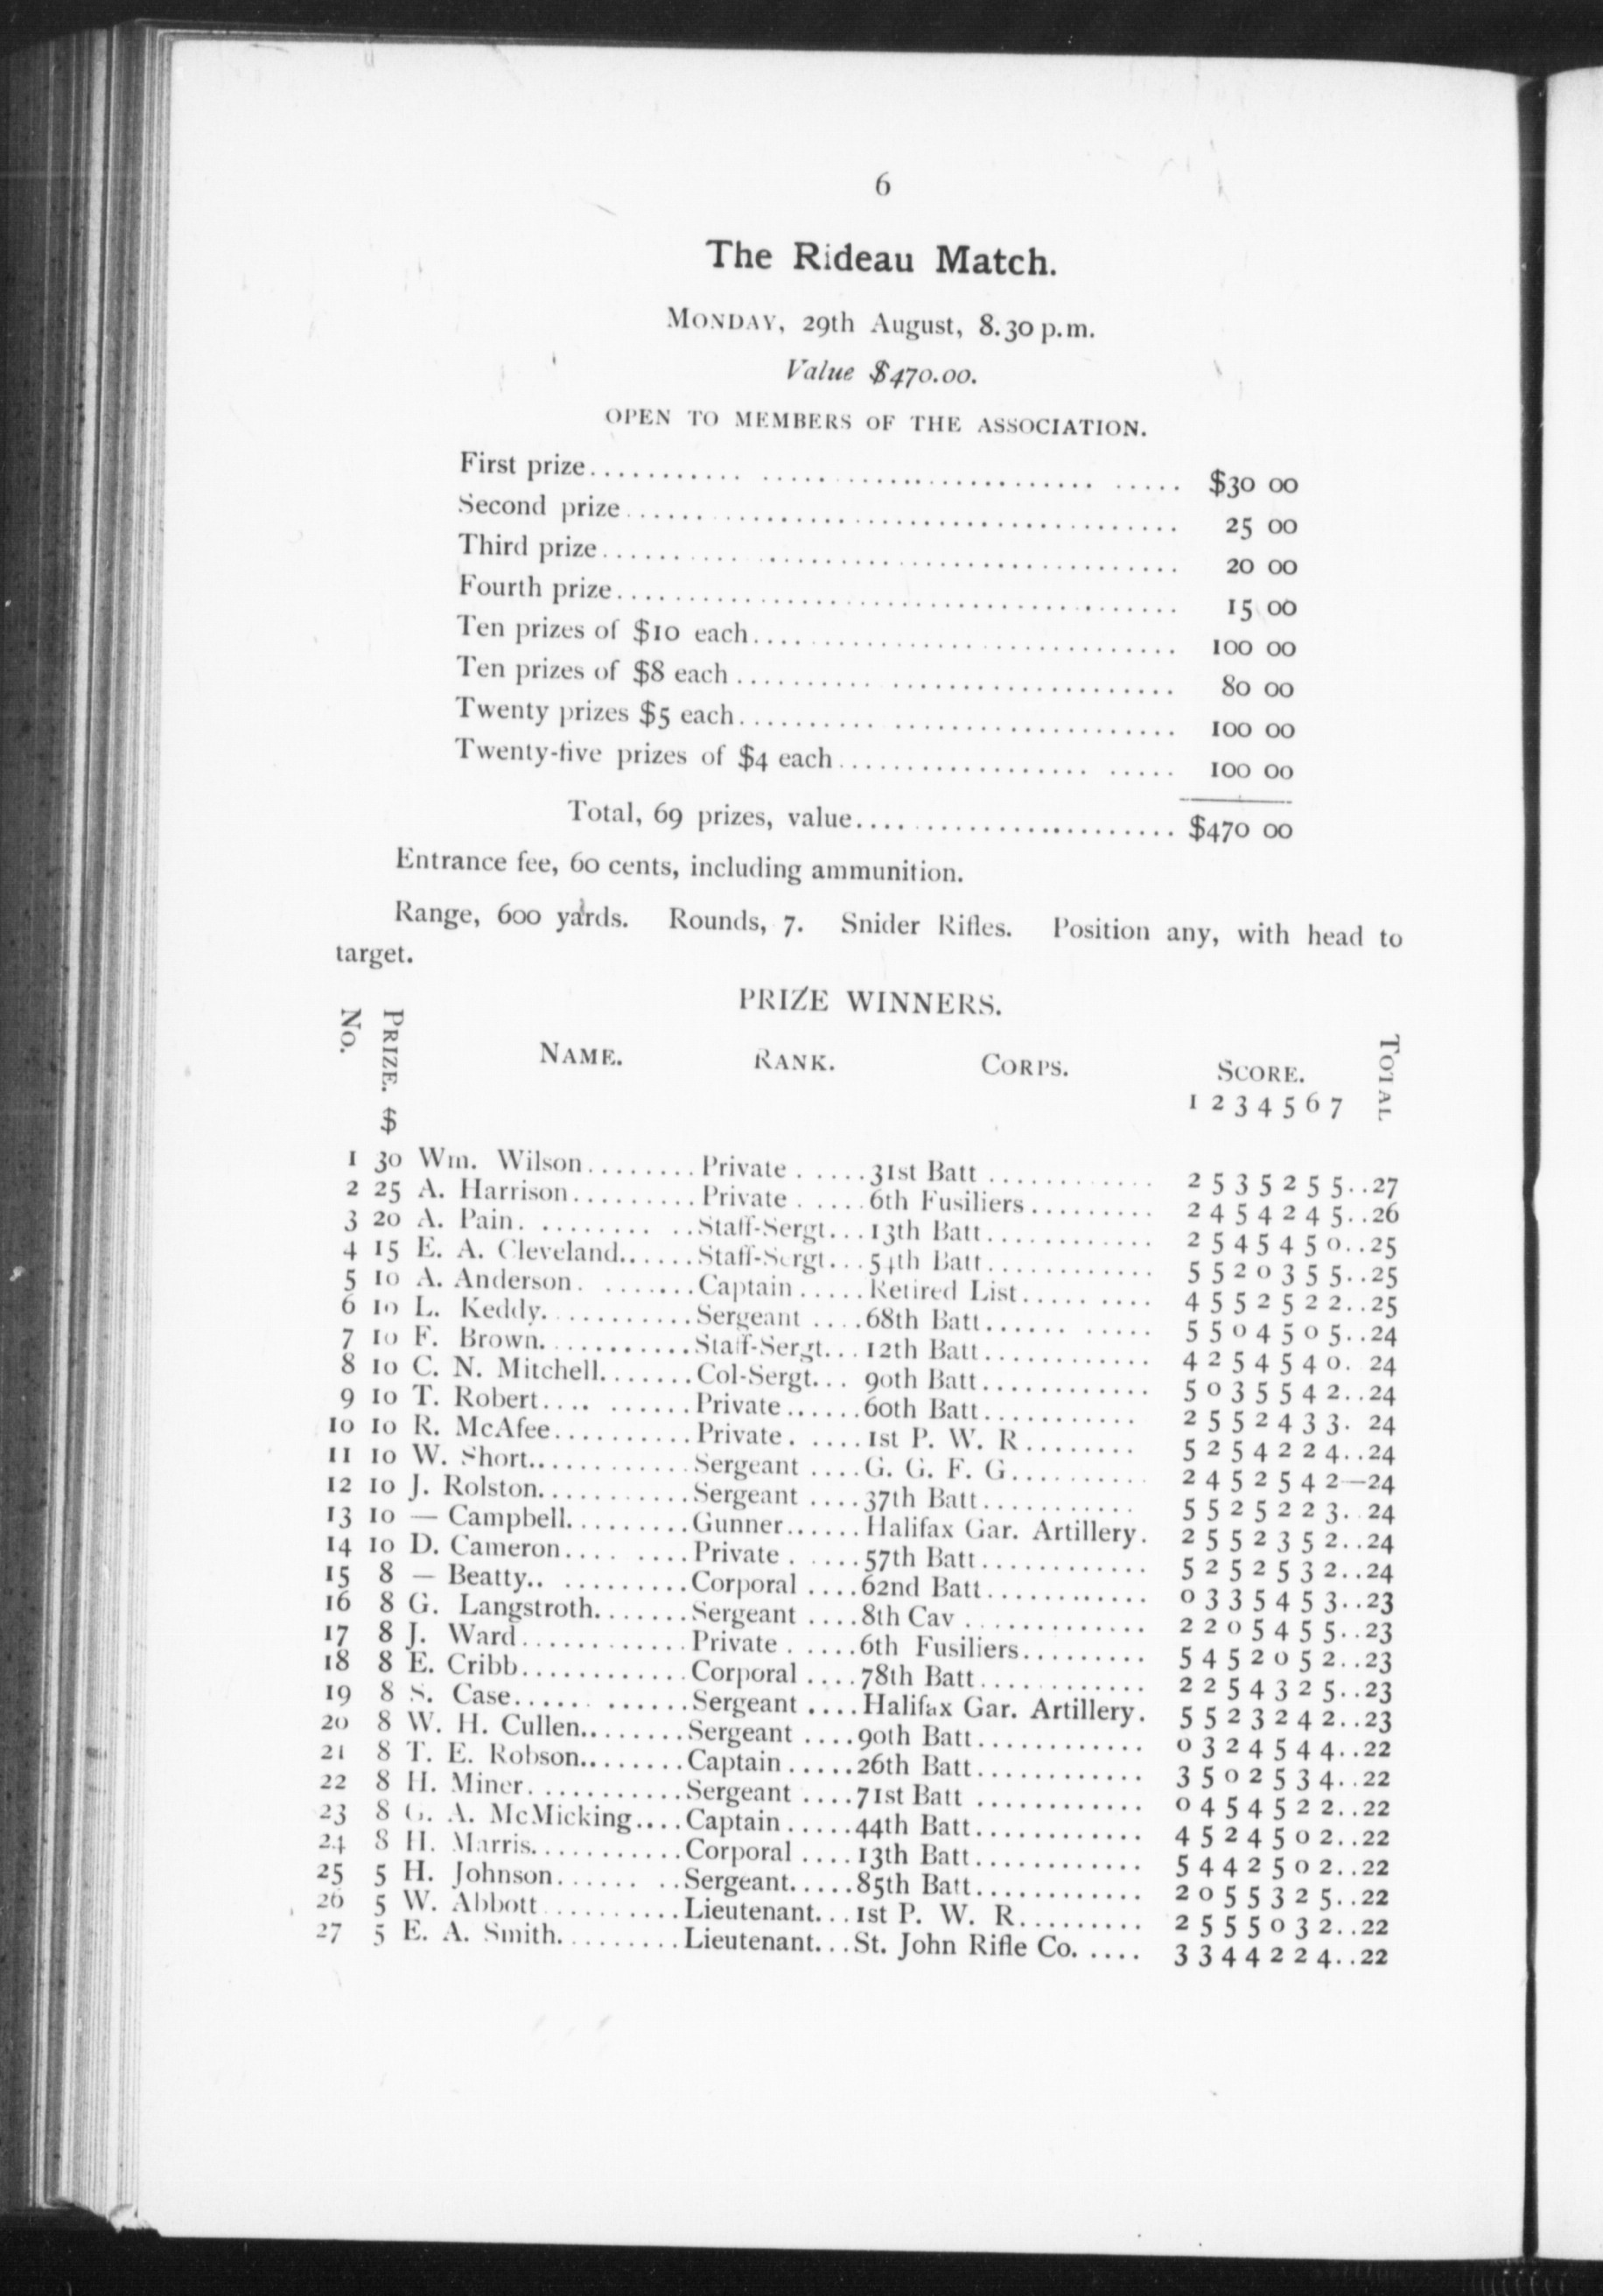 6
The Rideau Match.
MONDAY, 29th August, 8.30 p.m.
Value $470.00.
OPEN TO MEMBERS OF THE ASSOCIATION.
First prize.......... $30 00
Second prize.......... 25 00
Third prize.......... 20 00
Fourth prize.......... 15 00
Ten prizes of $10 each.......... 100 00
Ten prizes of $8 each.......... 80 00
Twenty prizes $5 each.......... 100 00
Twenty-five prizes of $4 each.......... 100 00
Total, 69 prizes, value.......... $470 00
Entrance fee, 60 cents, including ammunition.
Range, 600 yards. Rounds, 7. Snider Rifles. Position any, with head to
target.
PRIZE WINNERS.
No. PRIZE. $ NAME. RANK. CORPS. SCORE. TOTAL
1 2 3 4 5 6 7
1 30 Wm. Wilson........Private......31st Batt.......... 2 5 3 5 2 5 5..27
2 25 A. Harrison.........Private......6th Fusiliers......... 2 4 5 4 2 4 5..26
3 20 A. Pain...........Staff-Sergt...13th Batt............ 2 5 4 5 4 5 0..25
4 15 E. A. Cleveland.......Staff-Sergt...54th Batt............ 5 5 2 0 3 5 5..25
5 10 A. Anderson.........Captain.....Retired List.......... 4 5 5 2 5 2 2..25
6 10 L. Keddy...........Sergeant....68th Batt........... 5 5 0 4 5 0 5..24
7 10 F. Brown...........Staff-Sergt...12th Batt............ 4 2 5 4 5 4 0. 24
8 10 C. N. Mitchell.......Col-Sergt... 90th Batt............ 5 0 3 5 5 4 2..24
9 10 T. Robert..........Private......60th Batt........... 2 5 5 2 4 3 3. 24
10 10 R. McAfee..........Private......1st P. W. R........ 5 2 5 4 2 2 4..24
11 10 W. Short............Sergeant....G. G. F. G.......... 2 4 5 2 5 4 2—24
12 10 J. Rolston...........Sergeant....37th Batt........... 5 5 2 5 2 2 3..24
13 10 — Campbell.........Gunner......Halifax Gar. Artillery. 2 5 5 2 3 5 2..24
14 10 D. Cameron........Private......57th Batt............ 5 2 5 2 5 3 2..24
15 8 — Beatty...........Corporal....62nd Batt............ 0 3 3 5 4 5 3..23
16 8 G. Langstroth.......Sergeant....8th Cav............. 2 2 0 5 4 5 5..23
17 8 J. Ward............Private......6th Fusiliers......... 5 4 5 2 0 5 2..23
18 8 E. Cribb............Corporal....78th Batt............ 2 2 5 4 3 2 5..23
19 8 S. Case............Sergeant....Halifax Gar. Artillery. 5 5 2 3 2 4 2..23
20 8 W. H. Cullen........Sergeant....90th Batt............ 0 3 2 4 5 4 4..22
21 8 T. E. Robson........Captain.....26th Batt............ 3 5 0 2 5 3 4..22
22 8 H. Miner...........Sergeant....71st Batt............ 0 4 5 4 5 2 2..22
23 8 G. A. McMicking....Captain.....44th Batt............ 4 5 2 4 5 0 2..22
24 8 H. Marris...........Corporal....13th Batt............ 5 4 4 2 5 0 2..22
25 5 H. Johnson........Sergeant.....85th Batt............ 2 0 5 5 3 2 5..22
26 5 W. Abbott..........Lieutenant...1st P. W. R......... 2 5 5 5 0 3 2..22
27 5 E. A. Smith.........Lieutenant...St. John Rifle Co..... 3 3 4 4 2 2 4..22